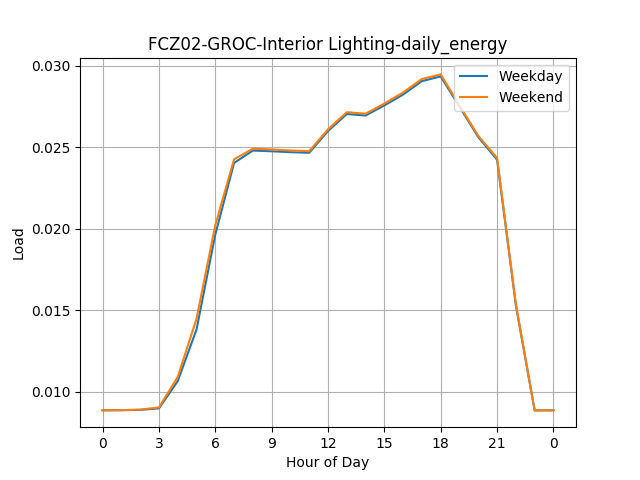 FCZ02-GROC-Interior Lighting-daily_energy
Weekday
Weekend
0.030
0.025
0.020
0.015
0.010
Load
0 3 6 9 12 15 18 21 0
Hour of Day